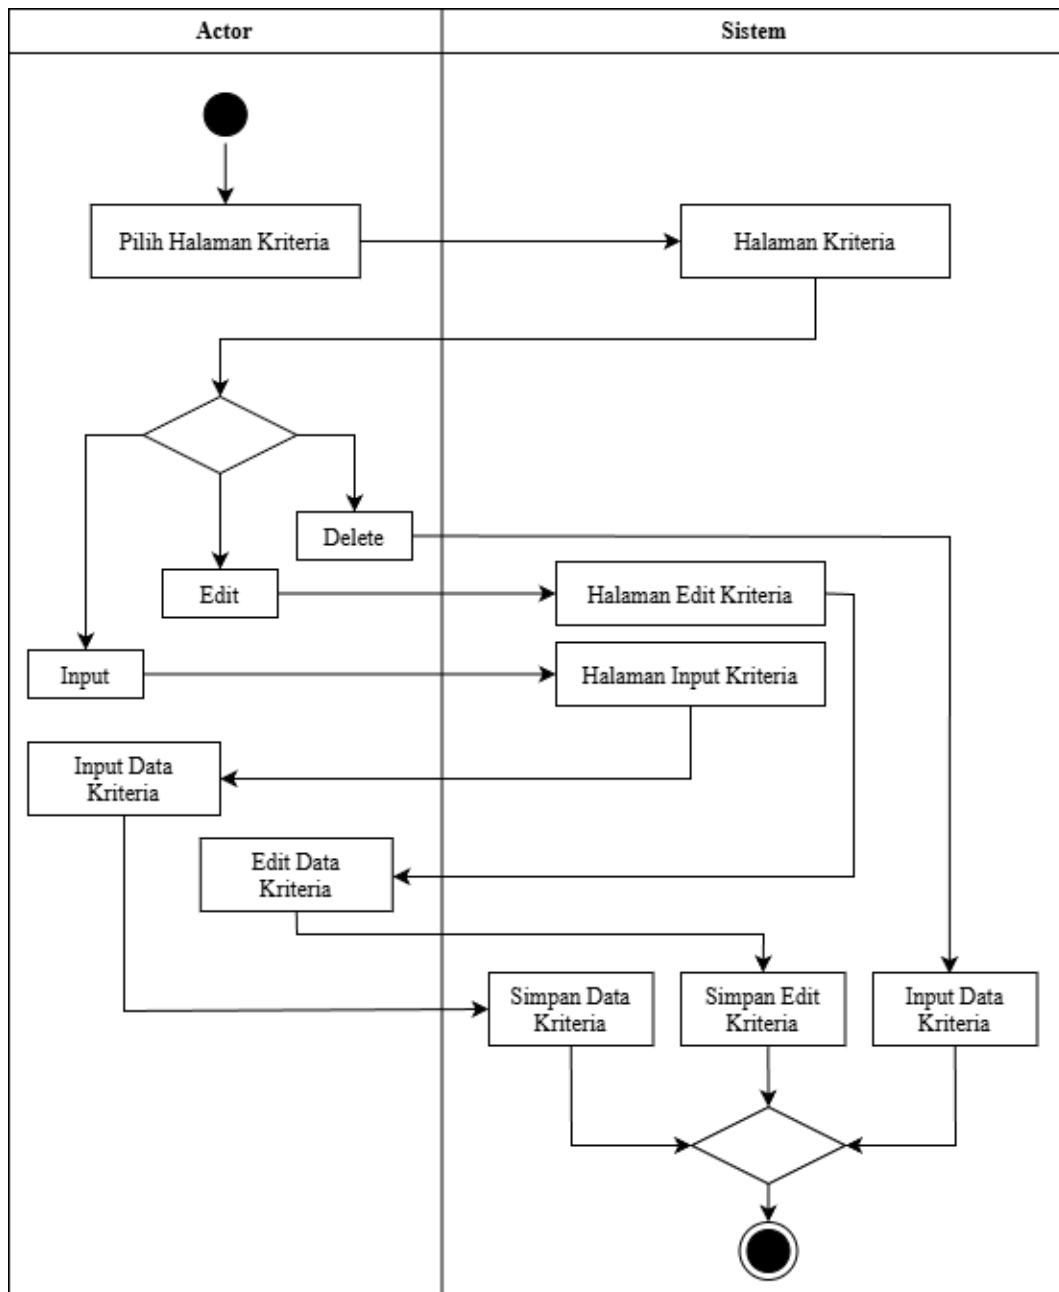 Actor
Sistem
Pilih Halaman Kriteria
Halaman Kriteria
Delete
Edit
Halaman Edit Kriteria
Input
Halaman Input Kriteria
Input Data
Kriteria
Edit Data
Kriteria
Simpan Data
Kriteria
Simpan Edit
Kriteria
Input Data
Kriteria